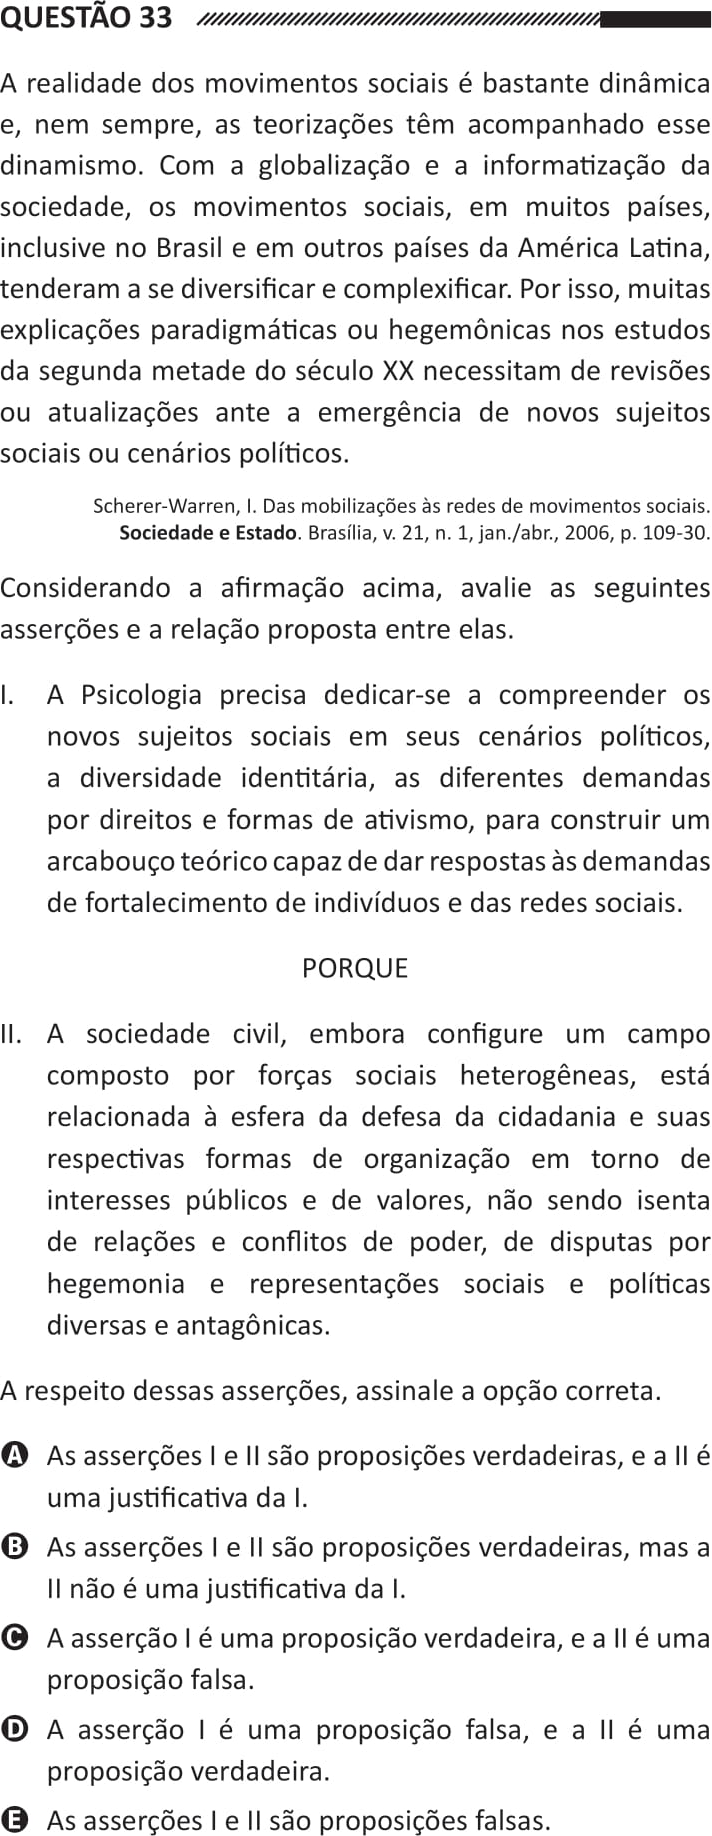 QUESTÃO 33
A realidade dos movimentos sociais é bastante dinâmica
e, nem sempre, as teorizações têm acompanhado esse
dinamismo. Com a globalização e a informatização da
sociedade, os movimentos sociais, em muitos países,
inclusive no Brasil e em outros países da América Latina,
tenderam a se diversificar e complexificar. Por isso, muitas
explicações paradigmáticas ou hegemônicas nos estudos
da segunda metade do século XX necessitam de revisões
ou atualizações ante a emergência de novos sujeitos
sociais ou cenários políticos.
Scherer-Warren, I. Das mobilizações às redes de movimentos sociais.
Sociedade e Estado. Brasília, v. 21, n. 1, jan./abr., 2006, p. 109-30.
Considerando a afirmação acima, avalie as seguintes
asserções e a relação proposta entre elas.
I. A Psicologia precisa dedicar-se a compreender os
novos sujeitos sociais em seus cenários políticos,
a diversidade identitária, as diferentes demandas
por direitos e formas de ativismo, para construir um
arcabouço teórico capaz de dar respostas às demandas
de fortalecimento de indivíduos e das redes sociais.
PORQUE
II. A sociedade civil, embora configure um campo
composto por forças sociais heterogêneas, está
relacionada à esfera da defesa da cidadania e suas
respectivas formas de organização em torno de
interesses públicos e de valores, não sendo isenta
de relações e conflitos de poder, de disputas por
hegemonia e representações sociais e políticas
diversas e antagônicas.
A respeito dessas asserções, assinale a opção correta.
A As asserções I e II são proposições verdadeiras, e a II é
uma justificativa da I.
B As asserções I e II são proposições verdadeiras, mas a
II não é uma justificativa da I.
C A asserção I é uma proposição verdadeira, e a II é uma
proposição falsa.
D A asserção I é uma proposição falsa, e a II é uma
proposição verdadeira.
E As asserções I e II são proposições falsas.